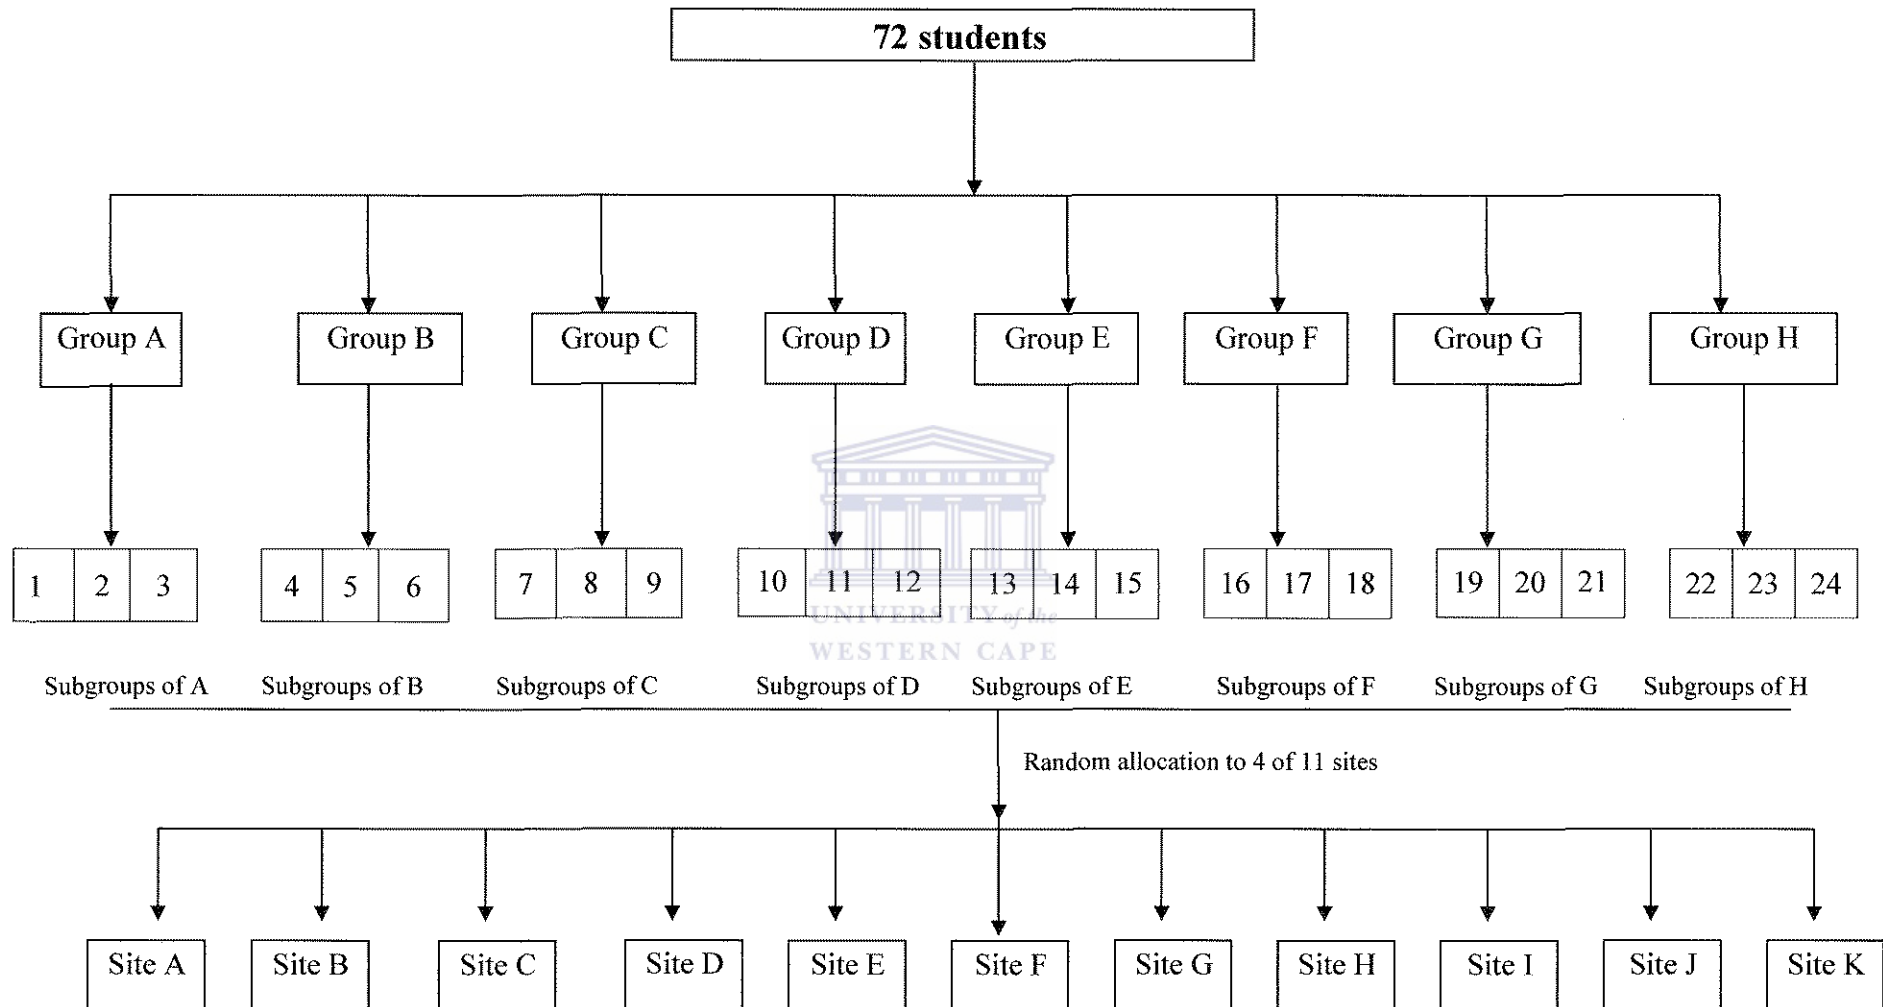 72 students
Group A Group B Group C Group D Group E Group F Group G Group H
1 2 3 4 5 6 7 8 9 10 11 12 13 14 15 16 17 18 19 20 21 22 23 24
UNIVERSITY of the
WESTERN CAPE
Subgroups of A Subgroups of B Subgroups of C Subgroups of D Subgroups of E Subgroups of F Subgroups of G Subgroups of H
Random allocation to 4 of 11 sites
Site A Site B Site C Site D Site E Site F Site G Site H Site I Site J Site K